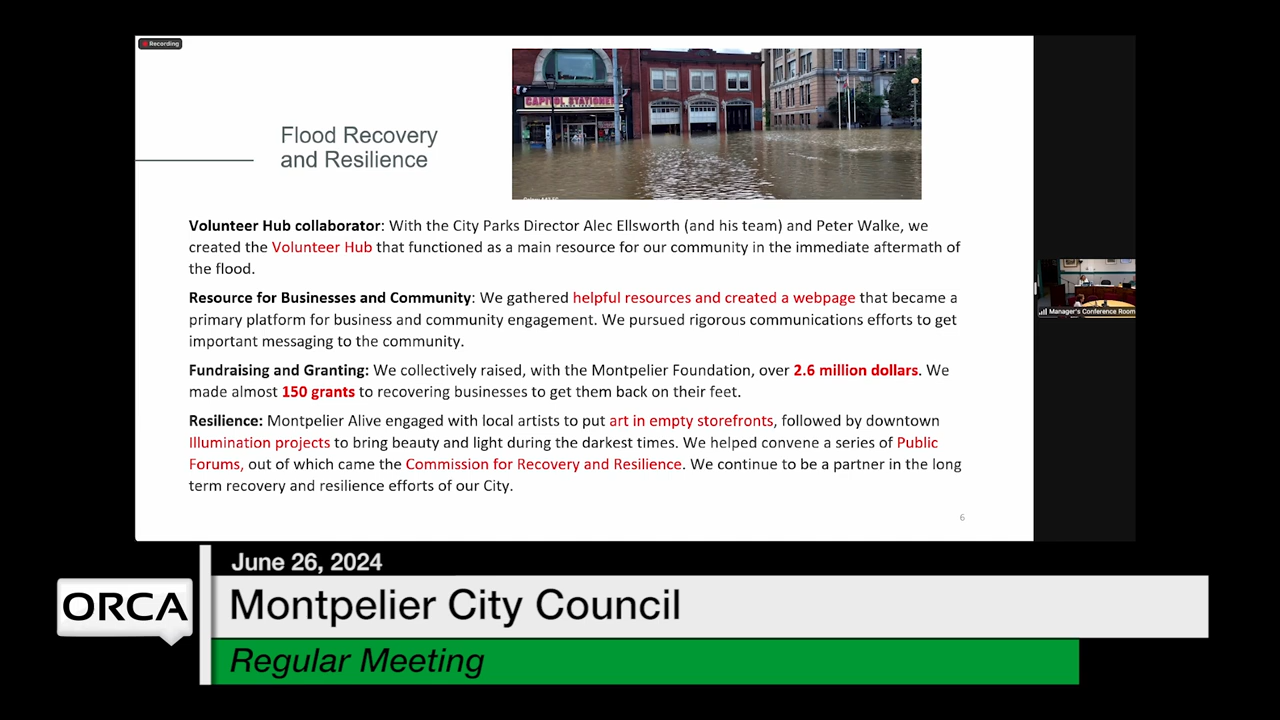 Recording
CAPITOL STATIONERS
Flood Recovery
and Resilience
Volunteer Hub collaborator: With the City Parks Director Alec Ellsworth (and his team) and Peter Walke, we
created the Volunteer Hub that functioned as a main resource for our community in the immediate aftermath of
the flood.
Resource for Businesses and Community: We gathered helpful resources and created a webpage that became a
primary platform for business and community engagement. We pursued rigorous communications efforts to get
important messaging to the community.
Fundraising and Granting: We collectively raised, with the Montpelier Foundation, over 2.6 million dollars. We
made almost 150 grants to recovering businesses to get them back on their feet.
Resilience: Montpelier Alive engaged with local artists to put art in empty storefronts, followed by downtown
Illumination projects to bring beauty and light during the darkest times. We helped convene a series of Public
Forums, out of which came the Commission for Recovery and Resilience. We continue to be a partner in the long
term recovery and resilience efforts of our City.
6
Manager's Conference Room
June 26, 2024
ORCA
Montpelier City Council
Regular Meeting